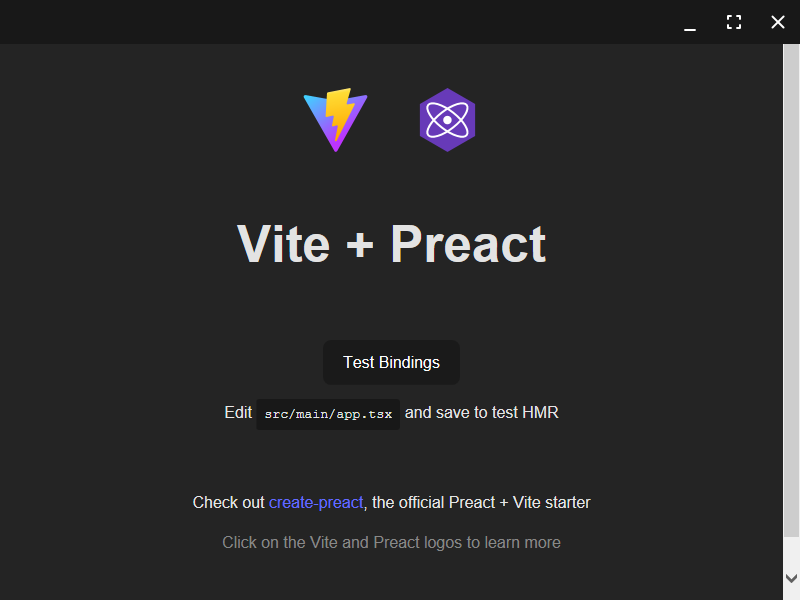 Vite + Preact
Test Bindings
Edit src/main/app.tsx and save to test HMR
Check out create-preact, the official Preact + Vite starter
Click on the Vite and Preact logos to learn more